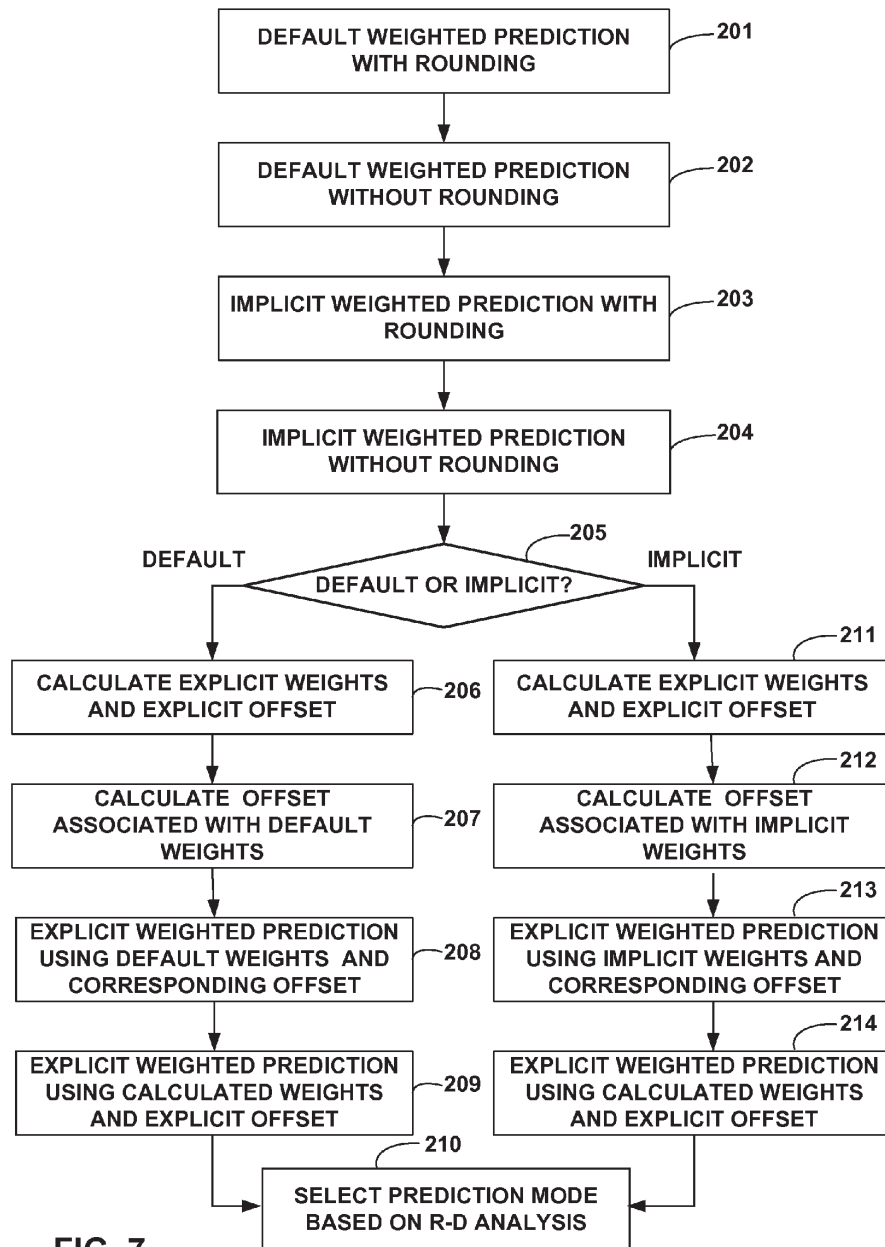 DEFAULT WEIGHTED PREDICTION
WITH ROUNDING
201
DEFAULT WEIGHTED PREDICTION
WITHOUT ROUNDING
202
IMPLICIT WEIGHTED PREDICTION WITH
ROUNDING
203
IMPLICIT WEIGHTED PREDICTION
WITHOUT ROUNDING
204
205
DEFAULT
DEFAULT OR IMPLICIT?
IMPLICIT
CALCULATE EXPLICIT WEIGHTS
AND EXPLICIT OFFSET
206
CALCULATE OFFSET
ASSOCIATED WITH DEFAULT
WEIGHTS
207
EXPLICIT WEIGHTED PREDICTION
USING DEFAULT WEIGHTS AND
CORRESPONDING OFFSET
208
EXPLICIT WEIGHTED PREDICTION
USING CALCULATED WEIGHTS
AND EXPLICIT OFFSET
209
211
CALCULATE EXPLICIT WEIGHTS
AND EXPLICIT OFFSET
212
CALCULATE OFFSET
ASSOCIATED WITH IMPLICIT
WEIGHTS
213
EXPLICIT WEIGHTED PREDICTION
USING IMPLICIT WEIGHTS AND
CORRESPONDING OFFSET
214
EXPLICIT WEIGHTED PREDICTION
USING CALCULATED WEIGHTS
AND EXPLICIT OFFSET
210
SELECT PREDICTION MODE
BASED ON R-D ANALYSIS
FIG. 7